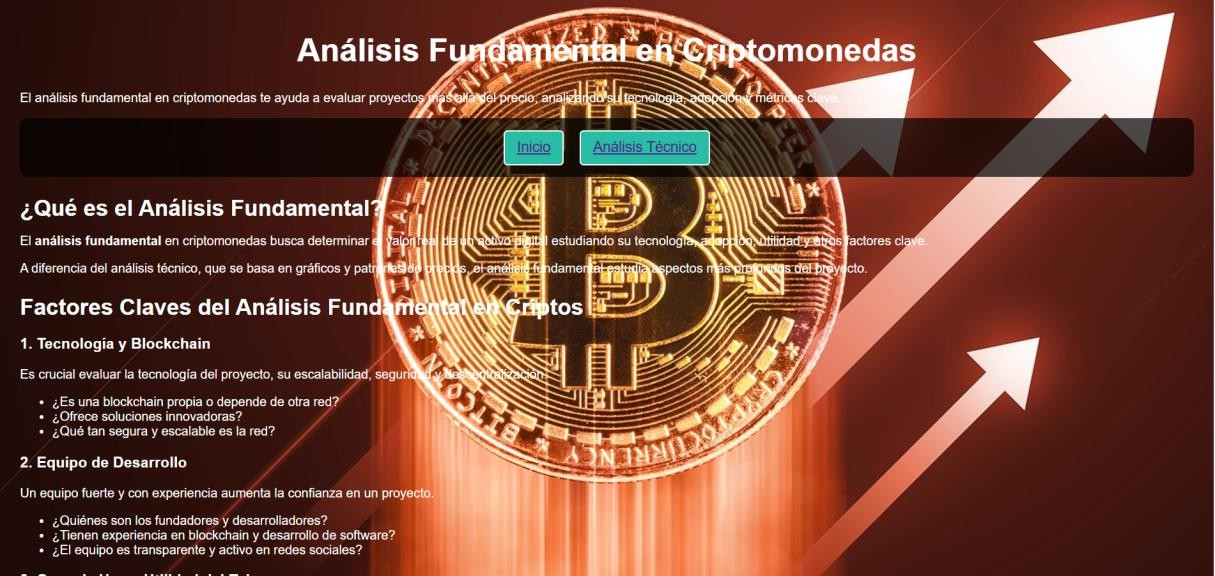 Análisis Fundamental en Criptomonedas
El análisis fundamental en criptomonedas te ayuda a evaluar proyectos más allá del precio, analizando su tecnología, adopción y métricas clave.
Inicio
Análisis Técnico
¿Qué es el Análisis Fundamental?
El análisis fundamental en criptomonedas busca determinar el valor real de un activo digital estudiando su tecnología, adopción, utilidad y otros factores clave.
A diferencia del análisis técnico, que se basa en gráficos y patrones de precios, el análisis fundamental estudia aspectos más profundos del proyecto.
Factores Claves del Análisis Fundamental en Criptos
1. Tecnología y Blockchain
Es crucial evaluar la tecnología del proyecto, su escalabilidad, seguridad y descentralización.
• ¿Es una blockchain propia o depende de otra red?
• ¿Ofrece soluciones innovadoras?
• ¿Qué tan segura y escalable es la red?
2. Equipo de Desarrollo
Un equipo fuerte y con experiencia aumenta la confianza en un proyecto.
• ¿Quiénes son los fundadores y desarrolladores?
• ¿Tienen experiencia en blockchain y desarrollo de software?
• ¿El equipo es transparente y activo en redes sociales?
DIGITAL * DECENTRALIZED * PEER TO PEER
* BITCOIN * CRYPTOCURRENCY *